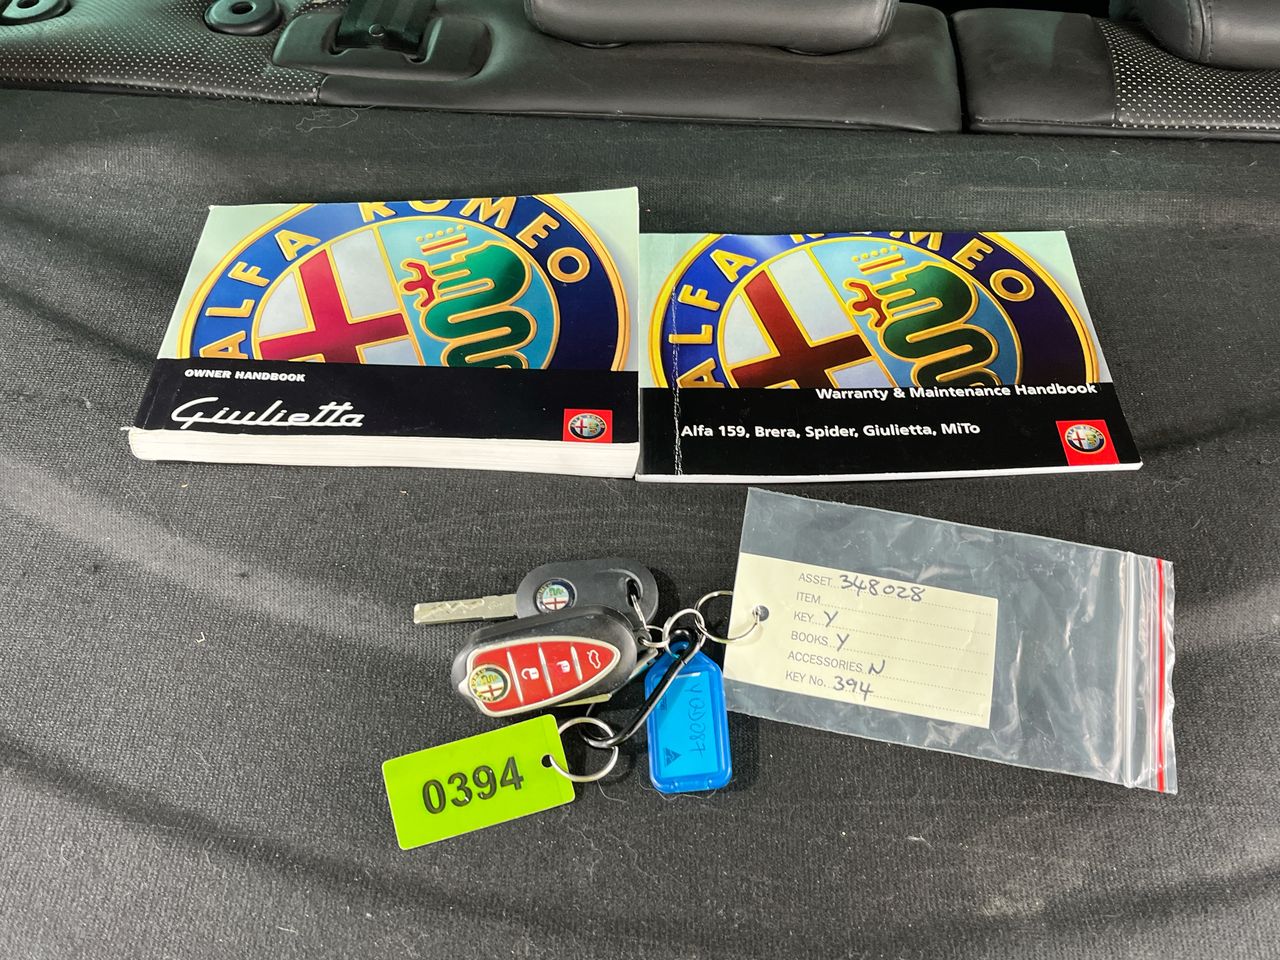 ALFA ROMEO
OWNER HANDBOOK
Giulietta
ALFA ROMEO
Warranty & Maintenance Handbook
Alfa 159, Brera, Spider, Giulietta, MiTo
ASSET 348028
ITEM
KEY Y
BOOKS Y
ACCESSORIES N
KEY No. 394
0394